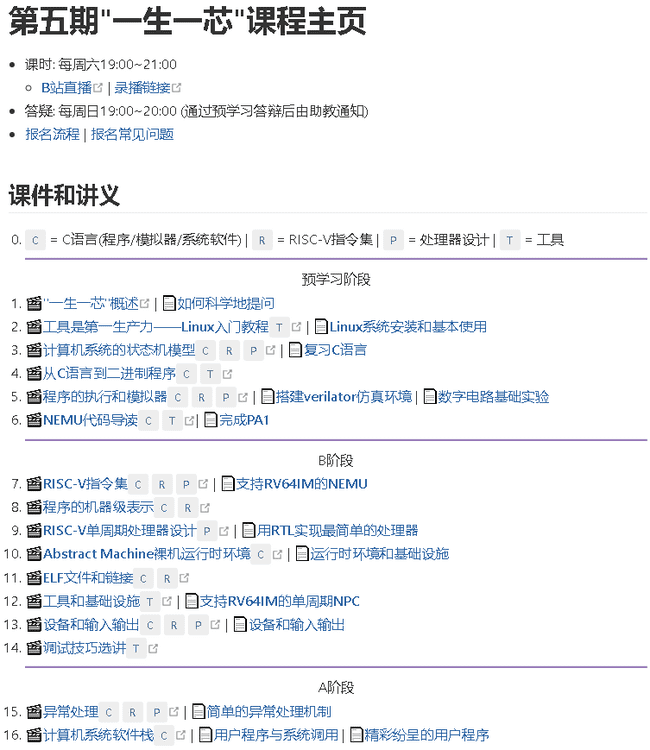 第五期"一生一芯"课程主页
课时: 每周六19:00~21:00
B站直播 | 录播链接
答疑: 每周日19:00~20:00 (通过预学习答辩后由助教通知)
报名流程 | 报名常见问题
课件和讲义
0. C = C语言(程序/模拟器/系统软件) | R = RISC-V指令集 | P = 处理器设计 | T = 工具
预学习阶段
1. "一生一芯"概述 | 如何科学地提问
2. 工具是第一生产力——Linux入门教程 T | Linux系统安装和基本使用
3. 计算机系统的状态机模型 C R P | 复习C语言
4. 从C语言到二进制程序 C T
5. 程序的执行和模拟器 C R P | 搭建verilator仿真环境 | 数字电路基础实验
6. NEMU代码导读 C T | 完成PA1
B阶段
7. RISC-V指令集 C R P | 支持RV64IM的NEMU
8. 程序的机器级表示 C R
9. RISC-V单周期处理器设计 P | 用RTL实现最简单的处理器
10. Abstract Machine裸机运行时环境 C | 运行时环境和基础设施
11. ELF文件和链接 C R
12. 工具和基础设施 T | 支持RV64IM的单周期NPC
13. 设备和输入输出 C R P | 设备和输入输出
14. 调试技巧选讲 T
A阶段
15. 异常处理 C R P | 简单的异常处理机制
16. 计算机系统软件栈 C | 用户程序与系统调用 | 精彩纷呈的用户程序